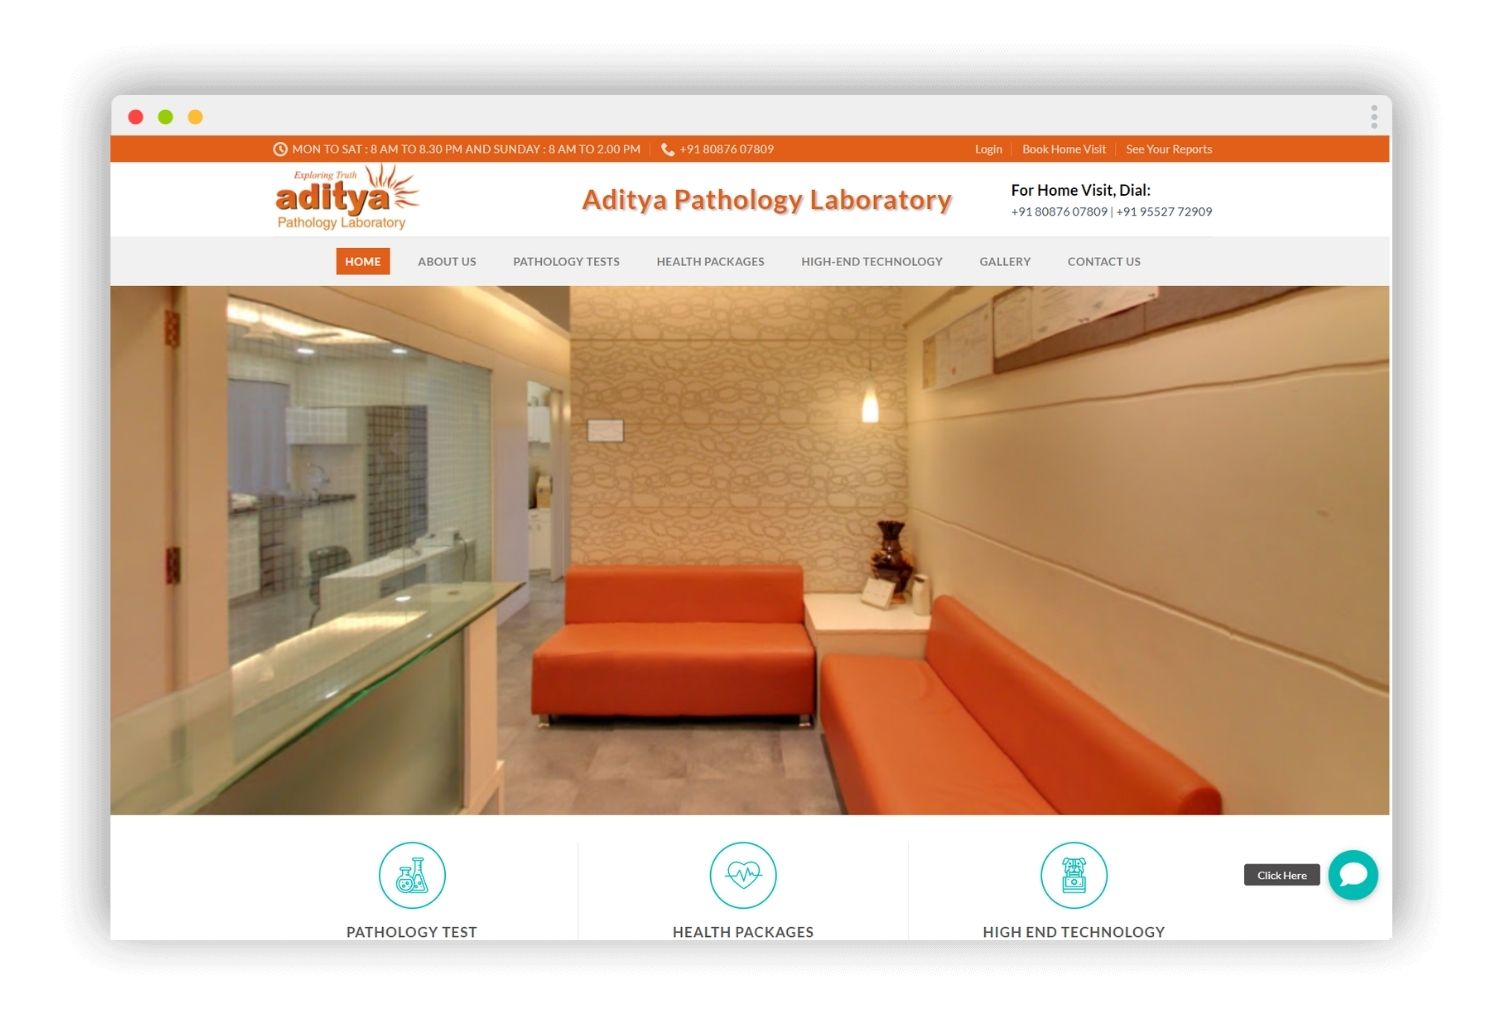 MON TO SAT : 8 AM TO 8.30 PM AND SUNDAY : 8 AM TO 2.00 PM
+91 80876 07809
Login
Book Home Visit
See Your Reports
Exploring Truth
aditya
Pathology Laboratory
Aditya Pathology Laboratory
For Home Visit, Dial:
+91 80876 07809 | +91 95527 72909
HOME
ABOUT US
PATHOLOGY TESTS
HEALTH PACKAGES
HIGH-END TECHNOLOGY
GALLERY
CONTACT US
PATHOLOGY TEST
HEALTH PACKAGES
HIGH END TECHNOLOGY
Click Here